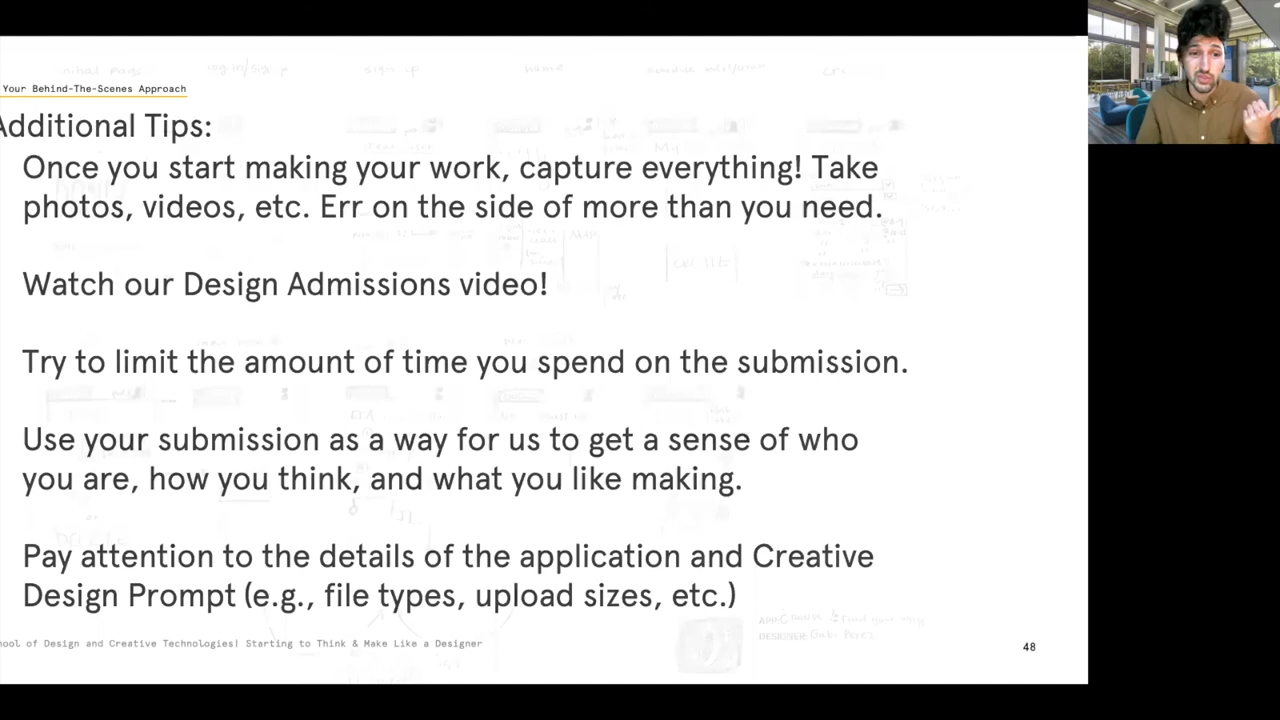 Your Behind-The-Scenes Approach
Additional Tips:
Once you start making your work, capture everything! Take
photos, videos, etc. Err on the side of more than you need.
Watch our Design Admissions video!
Try to limit the amount of time you spend on the submission.
Use your submission as a way for us to get a sense of who
you are, how you think, and what you like making.
Pay attention to the details of the application and Creative
Design Prompt (e.g., file types, upload sizes, etc.)
DESIGNER: Gabi Perez
hool of Design and Creative Technologies| Starting to Think & Make Like a Designer
48